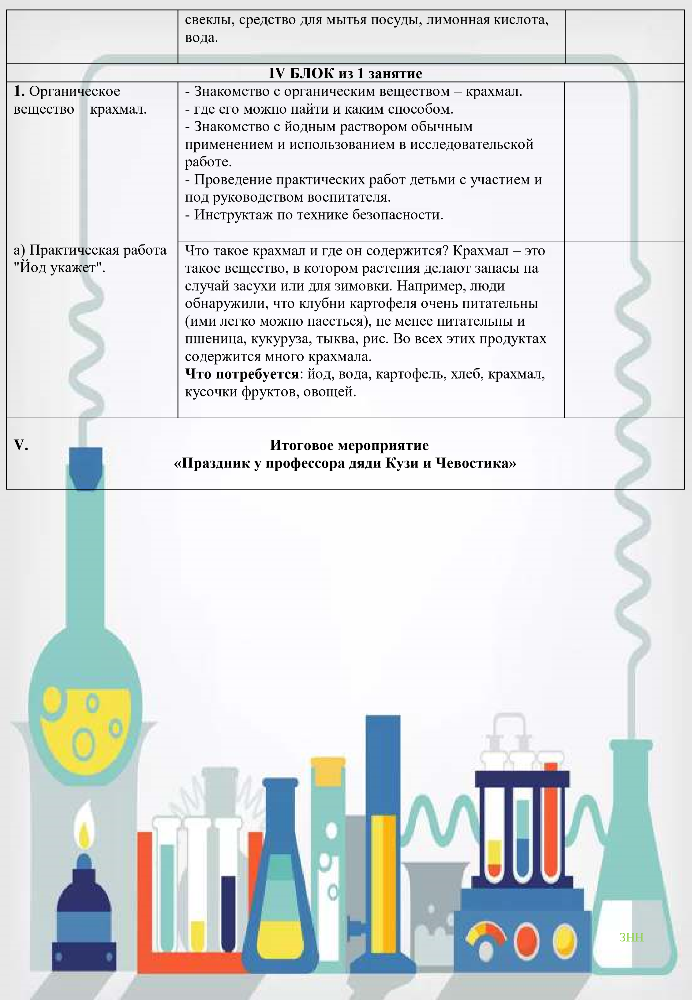 свеклы, средство для мытья посуды, лимонная кислота,
вода.
IV БЛОК из 1 занятие
1. Органическое
вещество – крахмал.
- Знакомство с органическим веществом – крахмал.
- где его можно найти и каким способом.
- Знакомство с йодным раствором обычным
применением и использованием в исследовательской
работе.
- Проведение практических работ детьми с участием и
под руководством воспитателя.
- Инструктаж по технике безопасности.
а) Практическая работа
"Йод укажет".
Что такое крахмал и где он содержится? Крахмал – это
такое вещество, в котором растения делают запасы на
случай засухи или для зимовки. Например, люди
обнаружили, что клубни картофеля очень питательны
(ими легко можно наесться), не менее питательны и
пшеница, кукуруза, тыква, рис. Во всех этих продуктах
содержится много крахмала.
Что потребуется: йод, вода, картофель, хлеб, крахмал,
кусочки фруктов, овощей.
V. Итоговое мероприятие
«Праздник у профессора дяди Кузи и Чевостика»
ЗНН